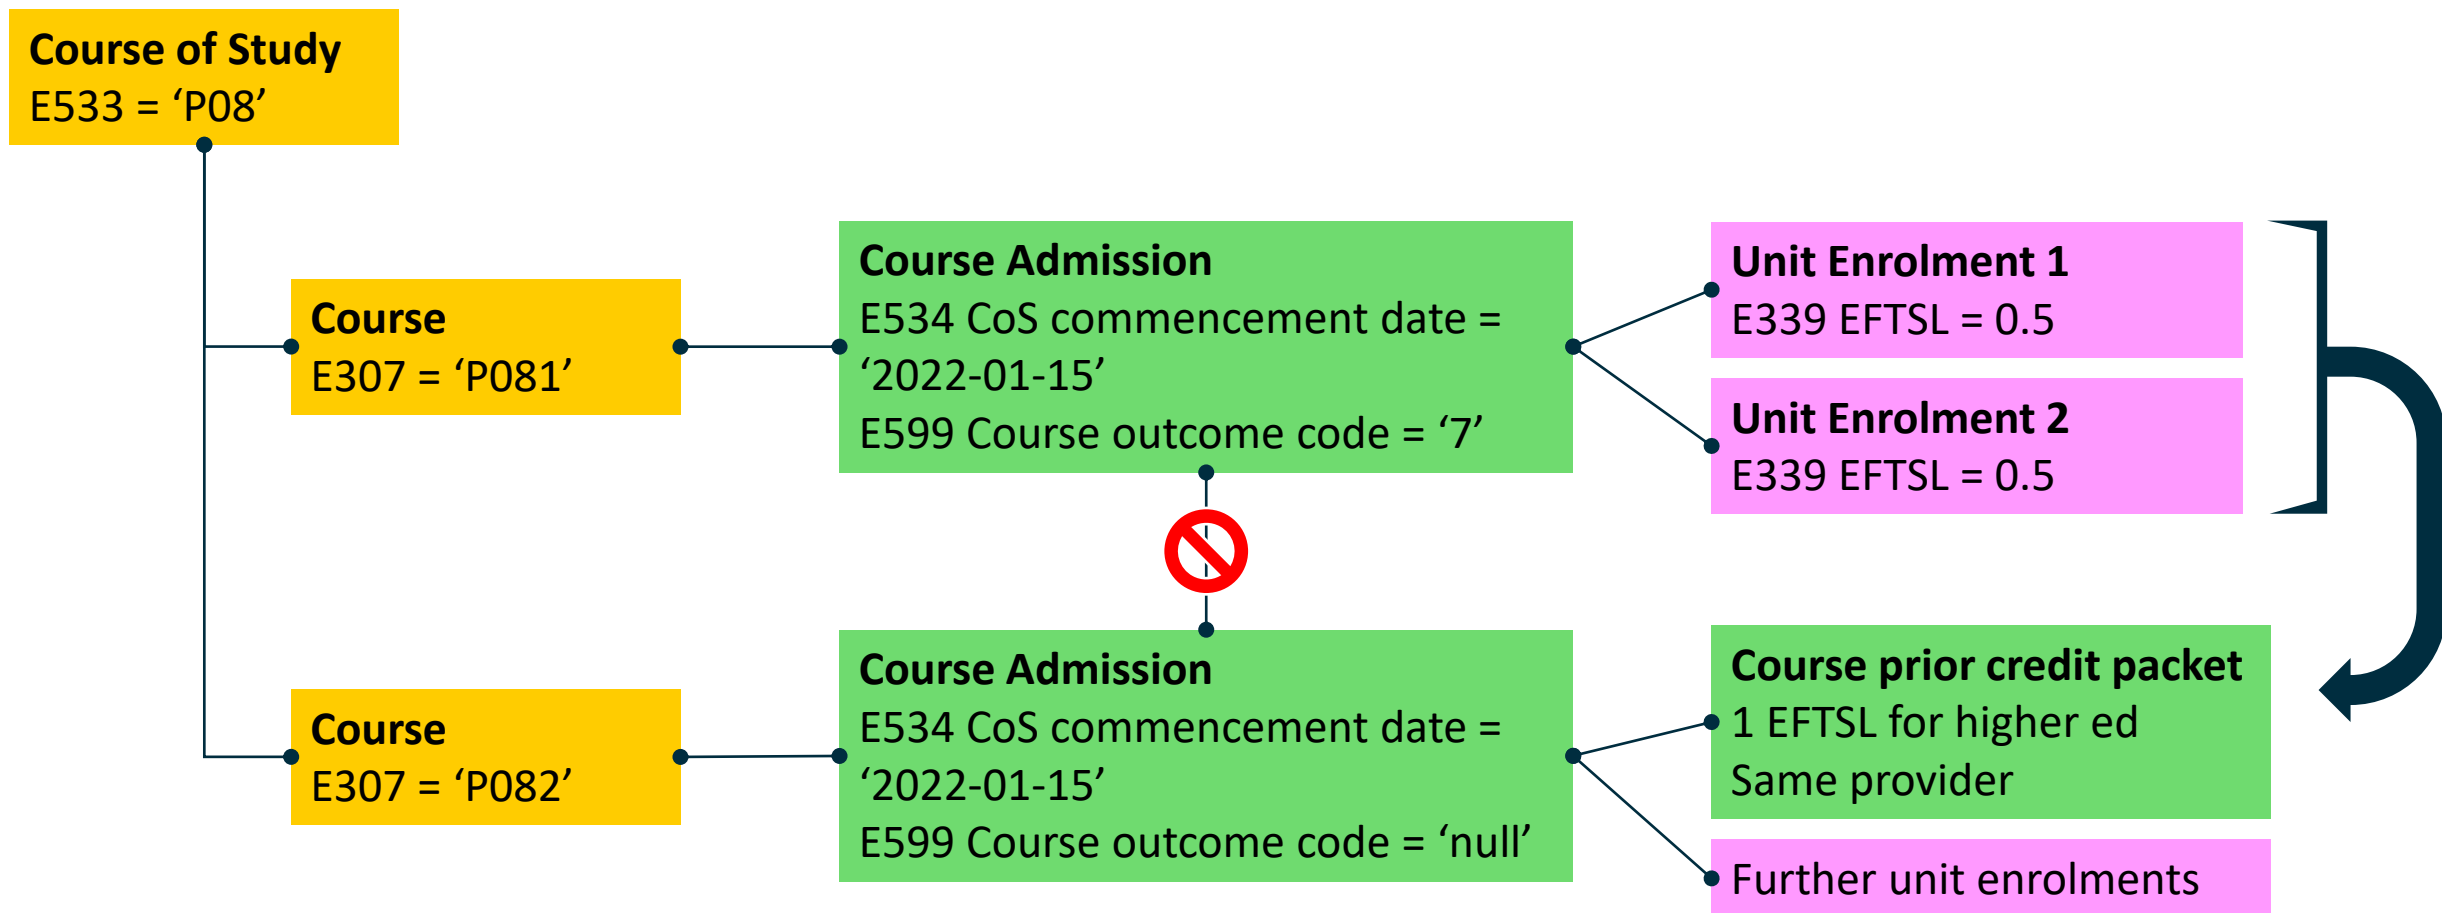 Course of Study
E533 = ‘P08’
Course
E307 = ‘P081’
Course Admission
E534 CoS commencement date =
‘2022-01-15’
E599 Course outcome code = ‘7’
Unit Enrolment 1
E339 EFTSL = 0.5
Unit Enrolment 2
E339 EFTSL = 0.5
Course
E307 = ‘P082’
Course Admission
E534 CoS commencement date =
‘2022-01-15’
E599 Course outcome code = ‘null’
Course prior credit packet
1 EFTSL for higher ed
Same provider
Further unit enrolments